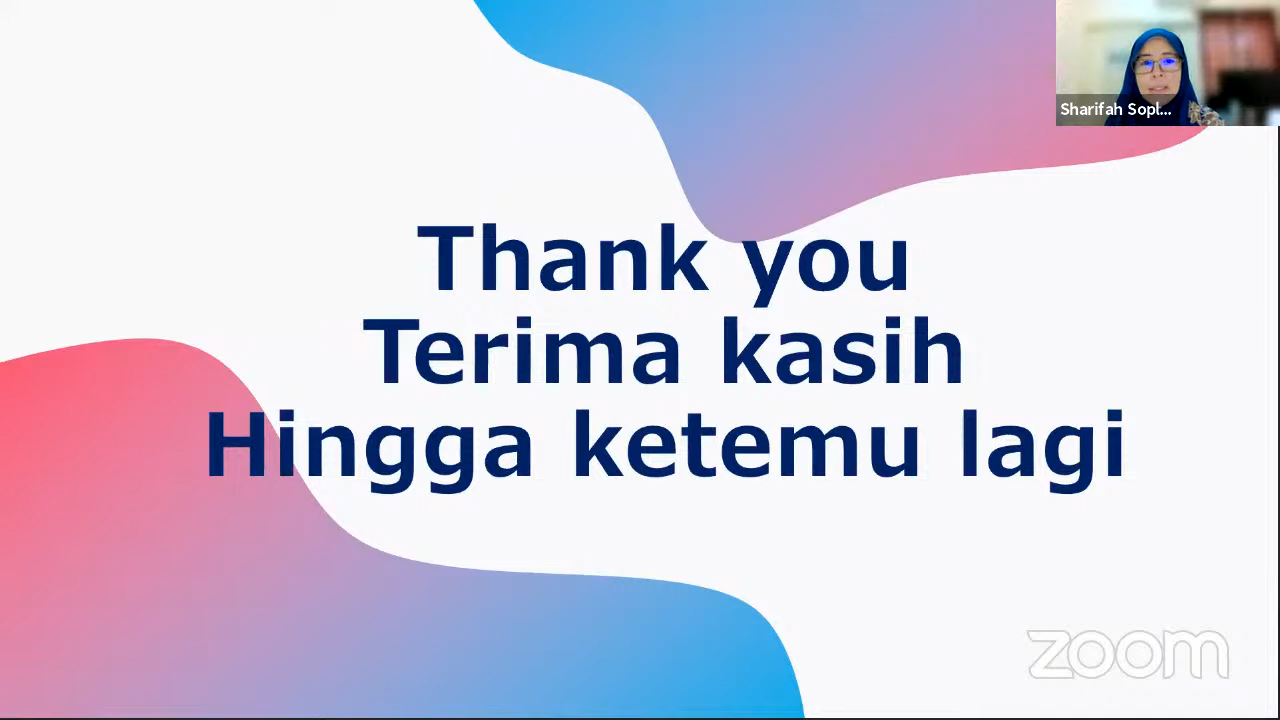 Sharifah Sopl...
Thank you
Terima kasih
Hingga ketemu lagi
zoom